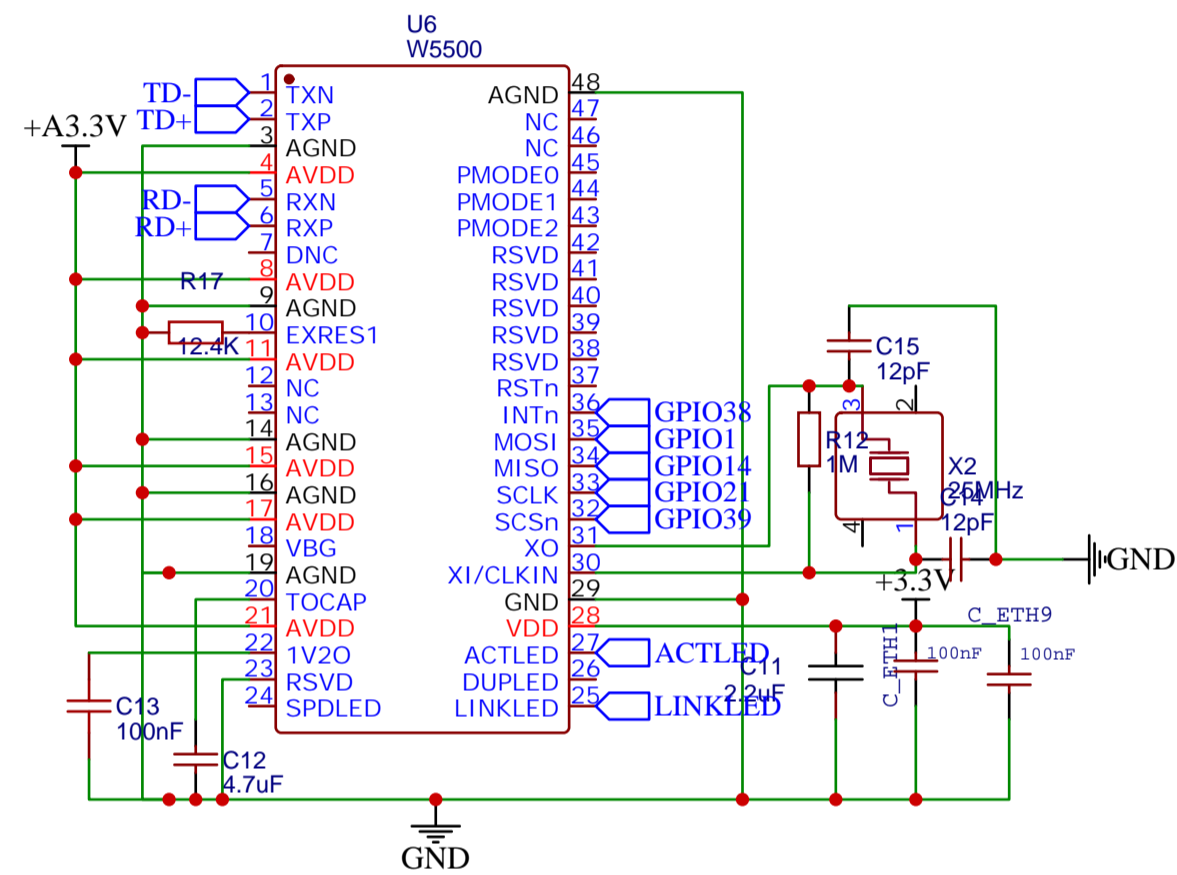 U6
W5500
TD- 1 TXN
TD+ 2 TXP
+A3.3V
3 AGND
4 AVDD
RD- 5 RXN
RD+ 6 RXP
7 DNC
8 AVDD
R17
9 AGND
10 EXRES1
12.4K
11 AVDD
12 NC
13 NC
14 AGND
15 AVDD
16 AGND
17 AVDD
18 VBG
19 AGND
20 TOCAP
21 AVDD
22 1V2O
23 RSVD
24 SPDLED
AGND 48
NC 47
NC 46
PMODE0 45
PMODE1 44
PMODE2 43
RSVD 42
RSVD 41
RSVD 40
RSVD 39
RSVD 38
RSTn 37
INTn 36 GPIO38
MOSI 35 GPIO1
MISO 34 GPIO14
SCLK 33 GPIO21
SCSn 32 GPIO39
XO 31
XI/CLKIN 30
GND 29
VDD 28
ACTLED 27 ACTLED
DUPLED 26
LINKLED 25 LINKLED
C13
100nF
C12
4.7uF
GND
C15
12pF
3
2
R12
1M
X2
25MHz
4
1
C14
12pF
GND
+3.3V
C11
2.2uF
C_ETH1
100nF
C_ETH9
100nF